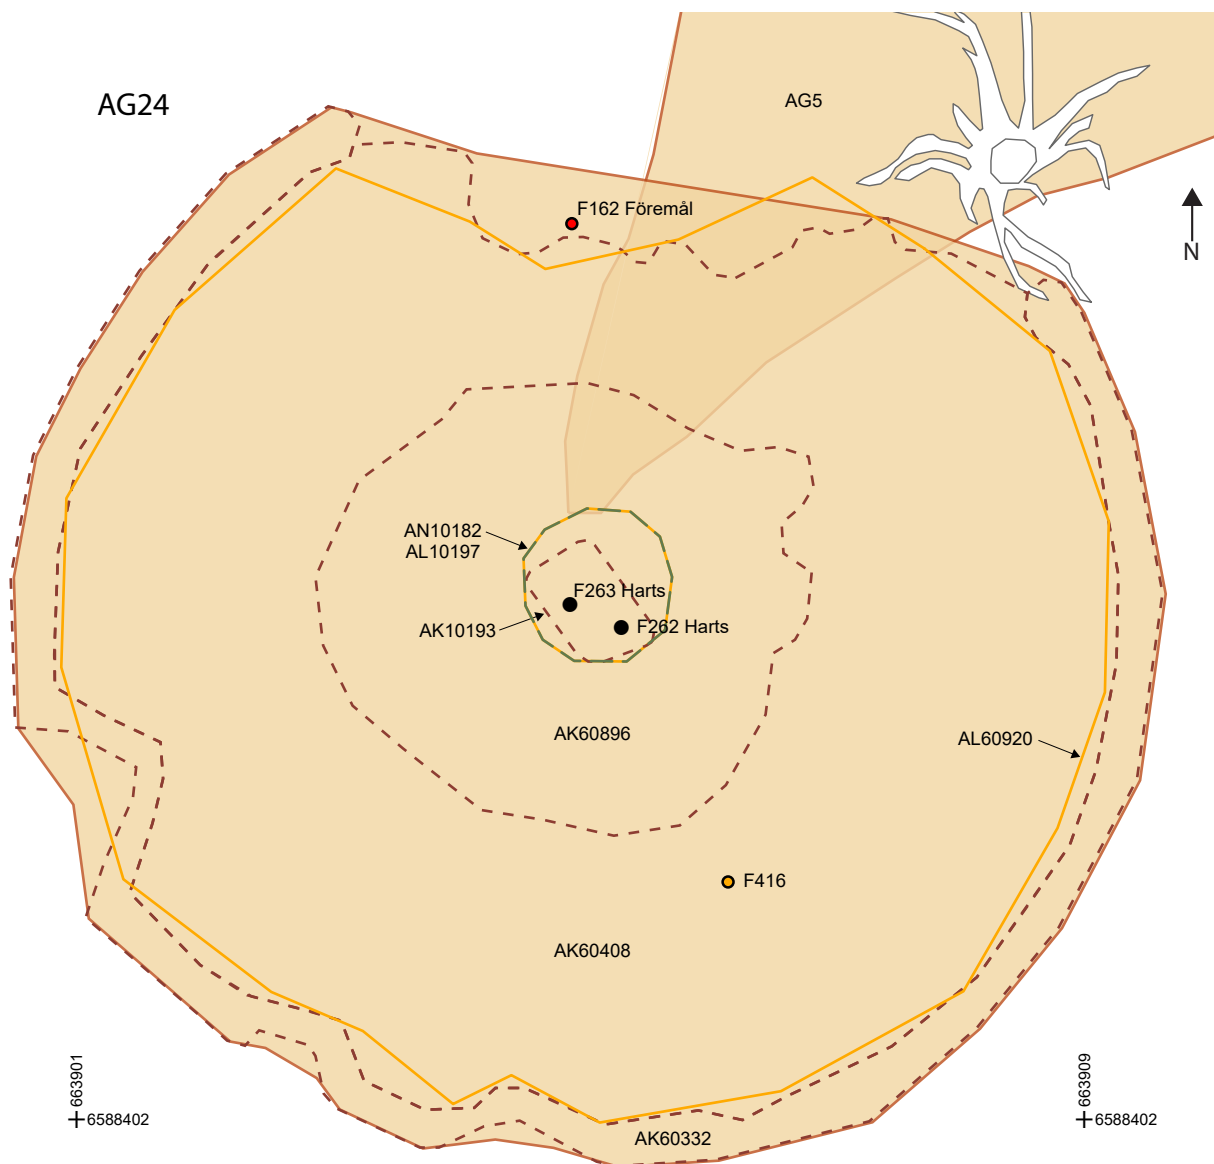 AG24
AG5
F162 Föremål
N
AN10182
AL10197
F263 Harts
AK10193
F262 Harts
AK60896
AL60920
F416
AK60408
663901
6588402
663909
6588402
AK60332